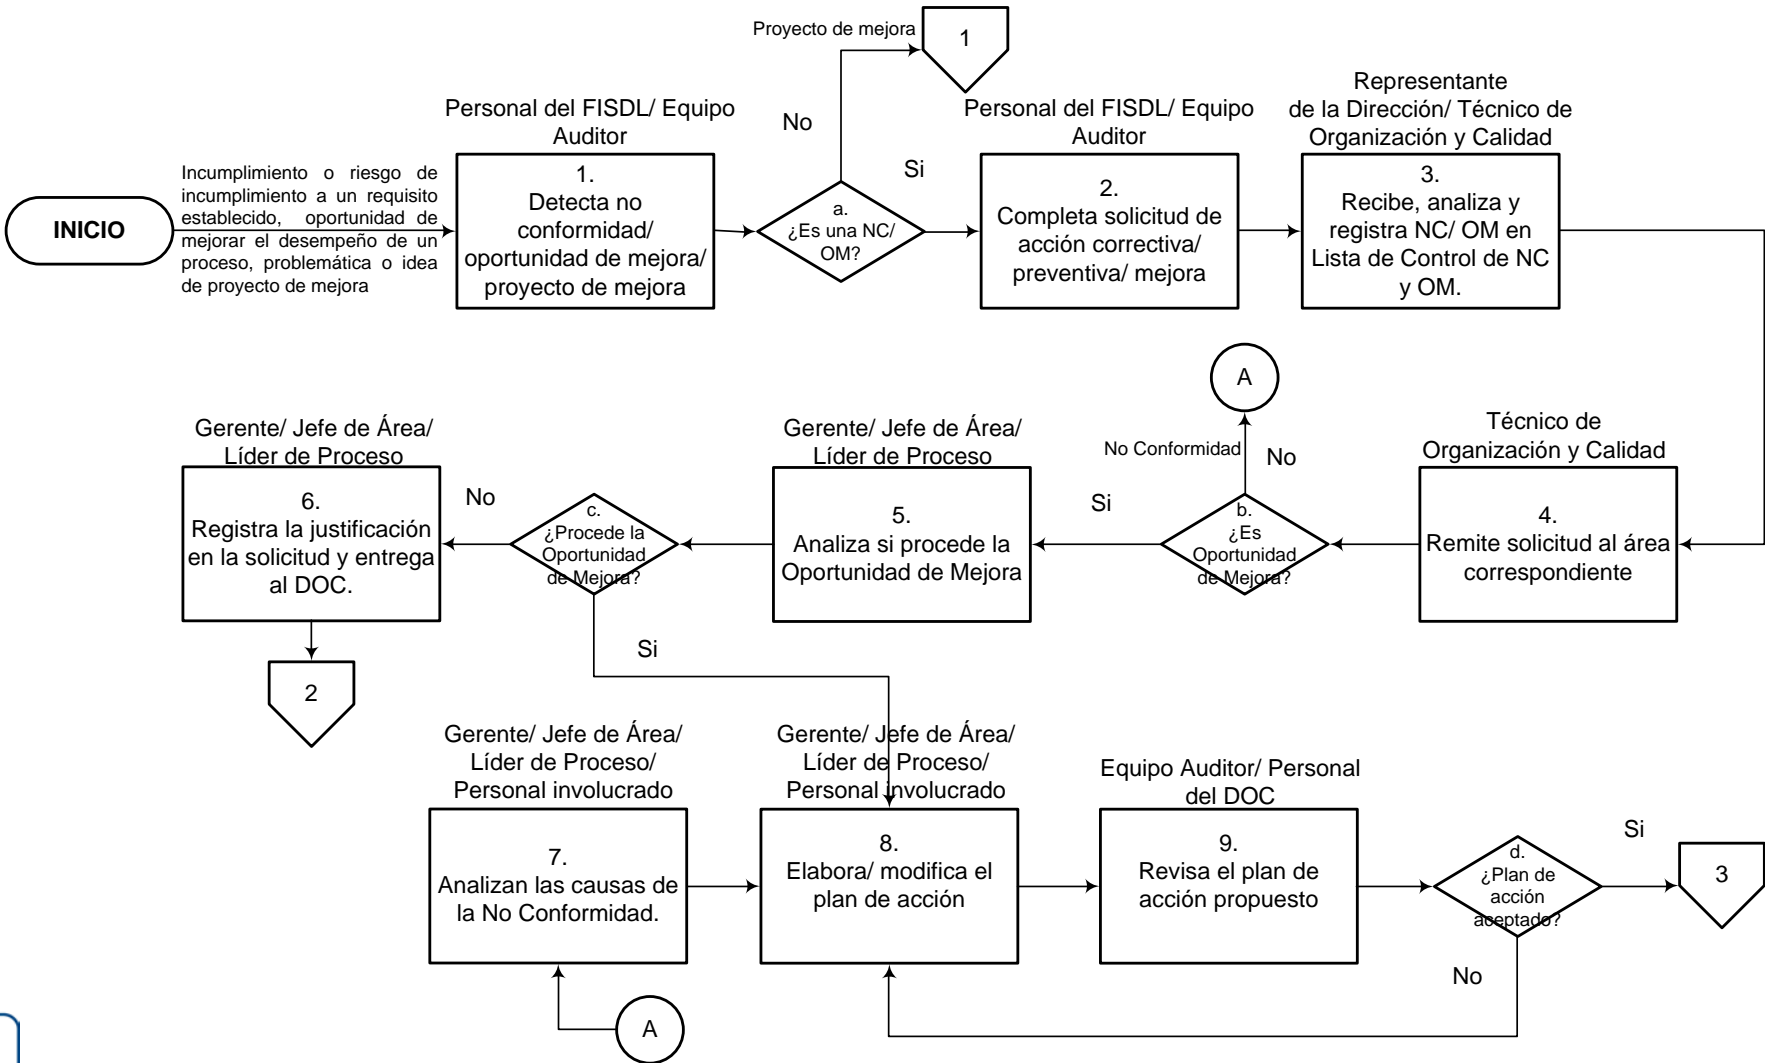 Proyecto de mejora
1
Personal del FISDL/ Equipo
Auditor
No
Personal del FISDL/ Equipo
Auditor
Representante
de la Dirección/ Técnico de
Organización y Calidad
INICIO
Incumplimiento o riesgo de
incumplimiento a un requisito
establecido, oportunidad de
mejorar el desempeño de un
proceso, problemática o idea
de proyecto de mejora
1.
Detecta no
conformidad/
oportunidad de mejora/
proyecto de mejora
a.
¿Es una NC/
OM?
Si
2.
Completa solicitud de
acción correctiva/
preventiva/ mejora
3.
Recibe, analiza y
registra NC/ OM en
Lista de Control de NC
y OM.
A
Gerente/ Jefe de Área/
Líder de Proceso
Gerente/ Jefe de Área/
Líder de Proceso
No Conformidad
No
Técnico de
Organización y Calidad
6.
Registra la justificación
en la solicitud y entrega
al DOC.
No
c.
¿Procede la
Oportunidad
de Mejora?
5.
Analiza si procede la
Oportunidad de Mejora
Si
b.
¿Es
Oportunidad
de Mejora?
4.
Remite solicitud al área
correspondiente
Si
2
Gerente/ Jefe de Área/
Líder de Proceso/
Personal involucrado
Gerente/ Jefe de Área/
Líder de Proceso/
Personal involucrado
Equipo Auditor/ Personal
del DOC
7.
Analizan las causas de
la No Conformidad.
8.
Elabora/ modifica el
plan de acción
9.
Revisa el plan de
acción propuesto
d.
¿Plan de
acción
aceptado?
Si
3
No
A